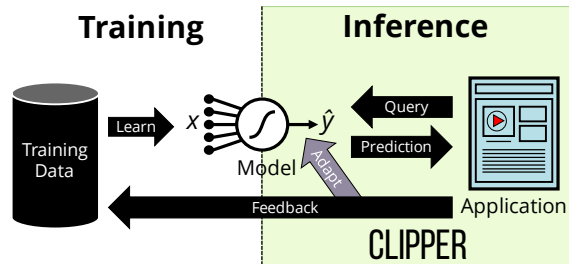 Training
Inference
Training
Data
Learn
x
ŷ
Model
Adapt
Query
Prediction
Application
Feedback
CLIPPER